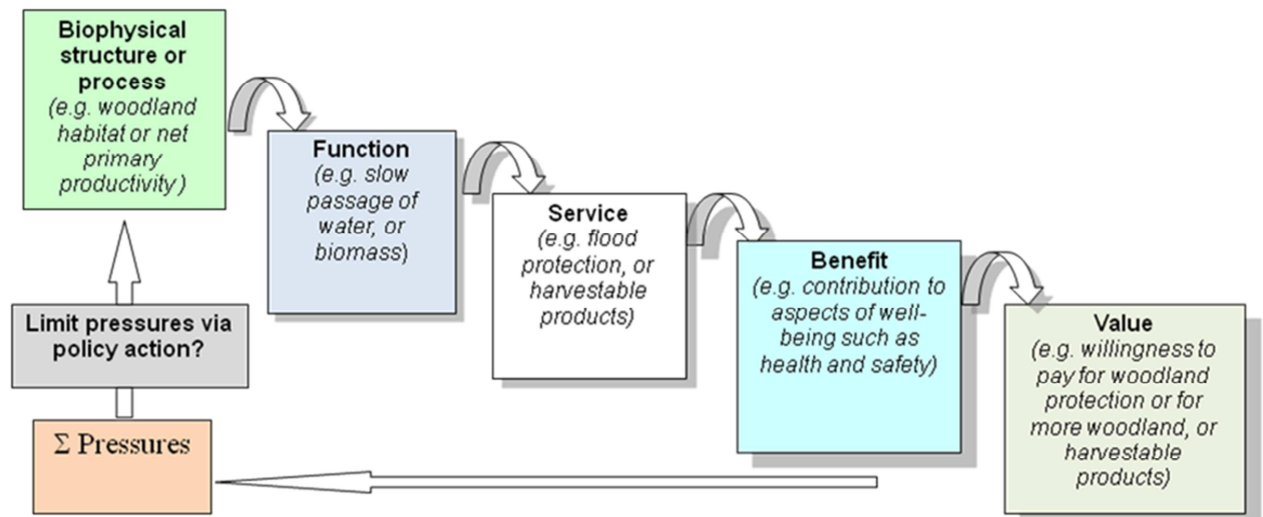 Biophysical
structure or
process
(e.g. woodland
habitat or net
primary
productivity)
Function
(e.g. slow
passage of
water, or
biomass)
Service
(e.g. flood
protection, or
harvestable
products)
Benefit
(e.g. contribution to
aspects of well-
being such as
health and safety)
Value
(e.g. willingness to
pay for woodland
protection or for
more woodland, or
harvestable
products)
Limit pressures via
policy action?
Σ Pressures